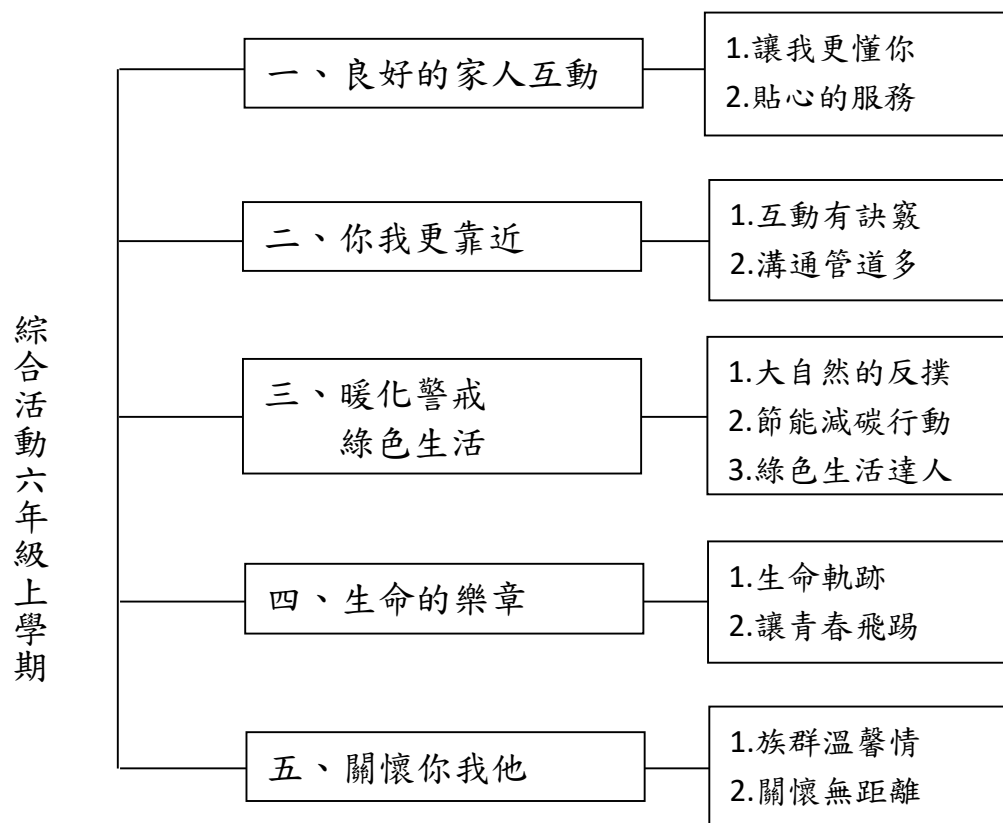 綜合活動六年級上學期
一、良好的家人互動
1.讓我更懂你
2.貼心的服務
二、你我更靠近
1.互動有訣竅
2.溝通管道多
三、暖化警戒
綠色生活
1.大自然的反撲
2.節能減碳行動
3.綠色生活達人
四、生命的樂章
1.生命軌跡
2.讓青春飛踢
五、關懷你我他
1.族群溫馨情
2.關懷無距離